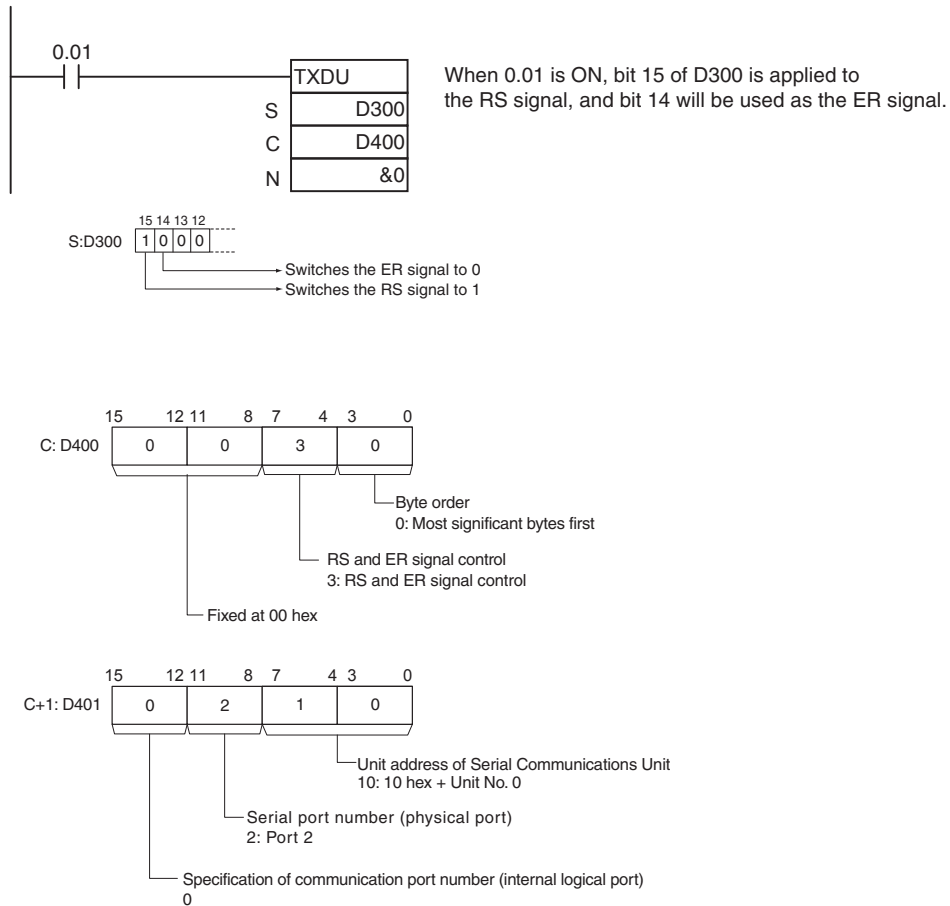 0.01
TXDU
When 0.01 is ON, bit 15 of D300 is applied to
the RS signal, and bit 14 will be used as the ER signal.
S D300
C D400
N &0
15 14 13 12
S:D300 1 0 0 0
Switches the ER signal to 0
Switches the RS signal to 1
15 12 11 8 7 4 3 0
C: D400 0 0 3 0
Byte order
0: Most significant bytes first
RS and ER signal control
3: RS and ER signal control
Fixed at 00 hex
15 12 11 8 7 4 3 0
C+1: D401 0 2 1 0
Unit address of Serial Communications Unit
10: 10 hex + Unit No. 0
Serial port number (physical port)
2: Port 2
Specification of communication port number (internal logical port)
0